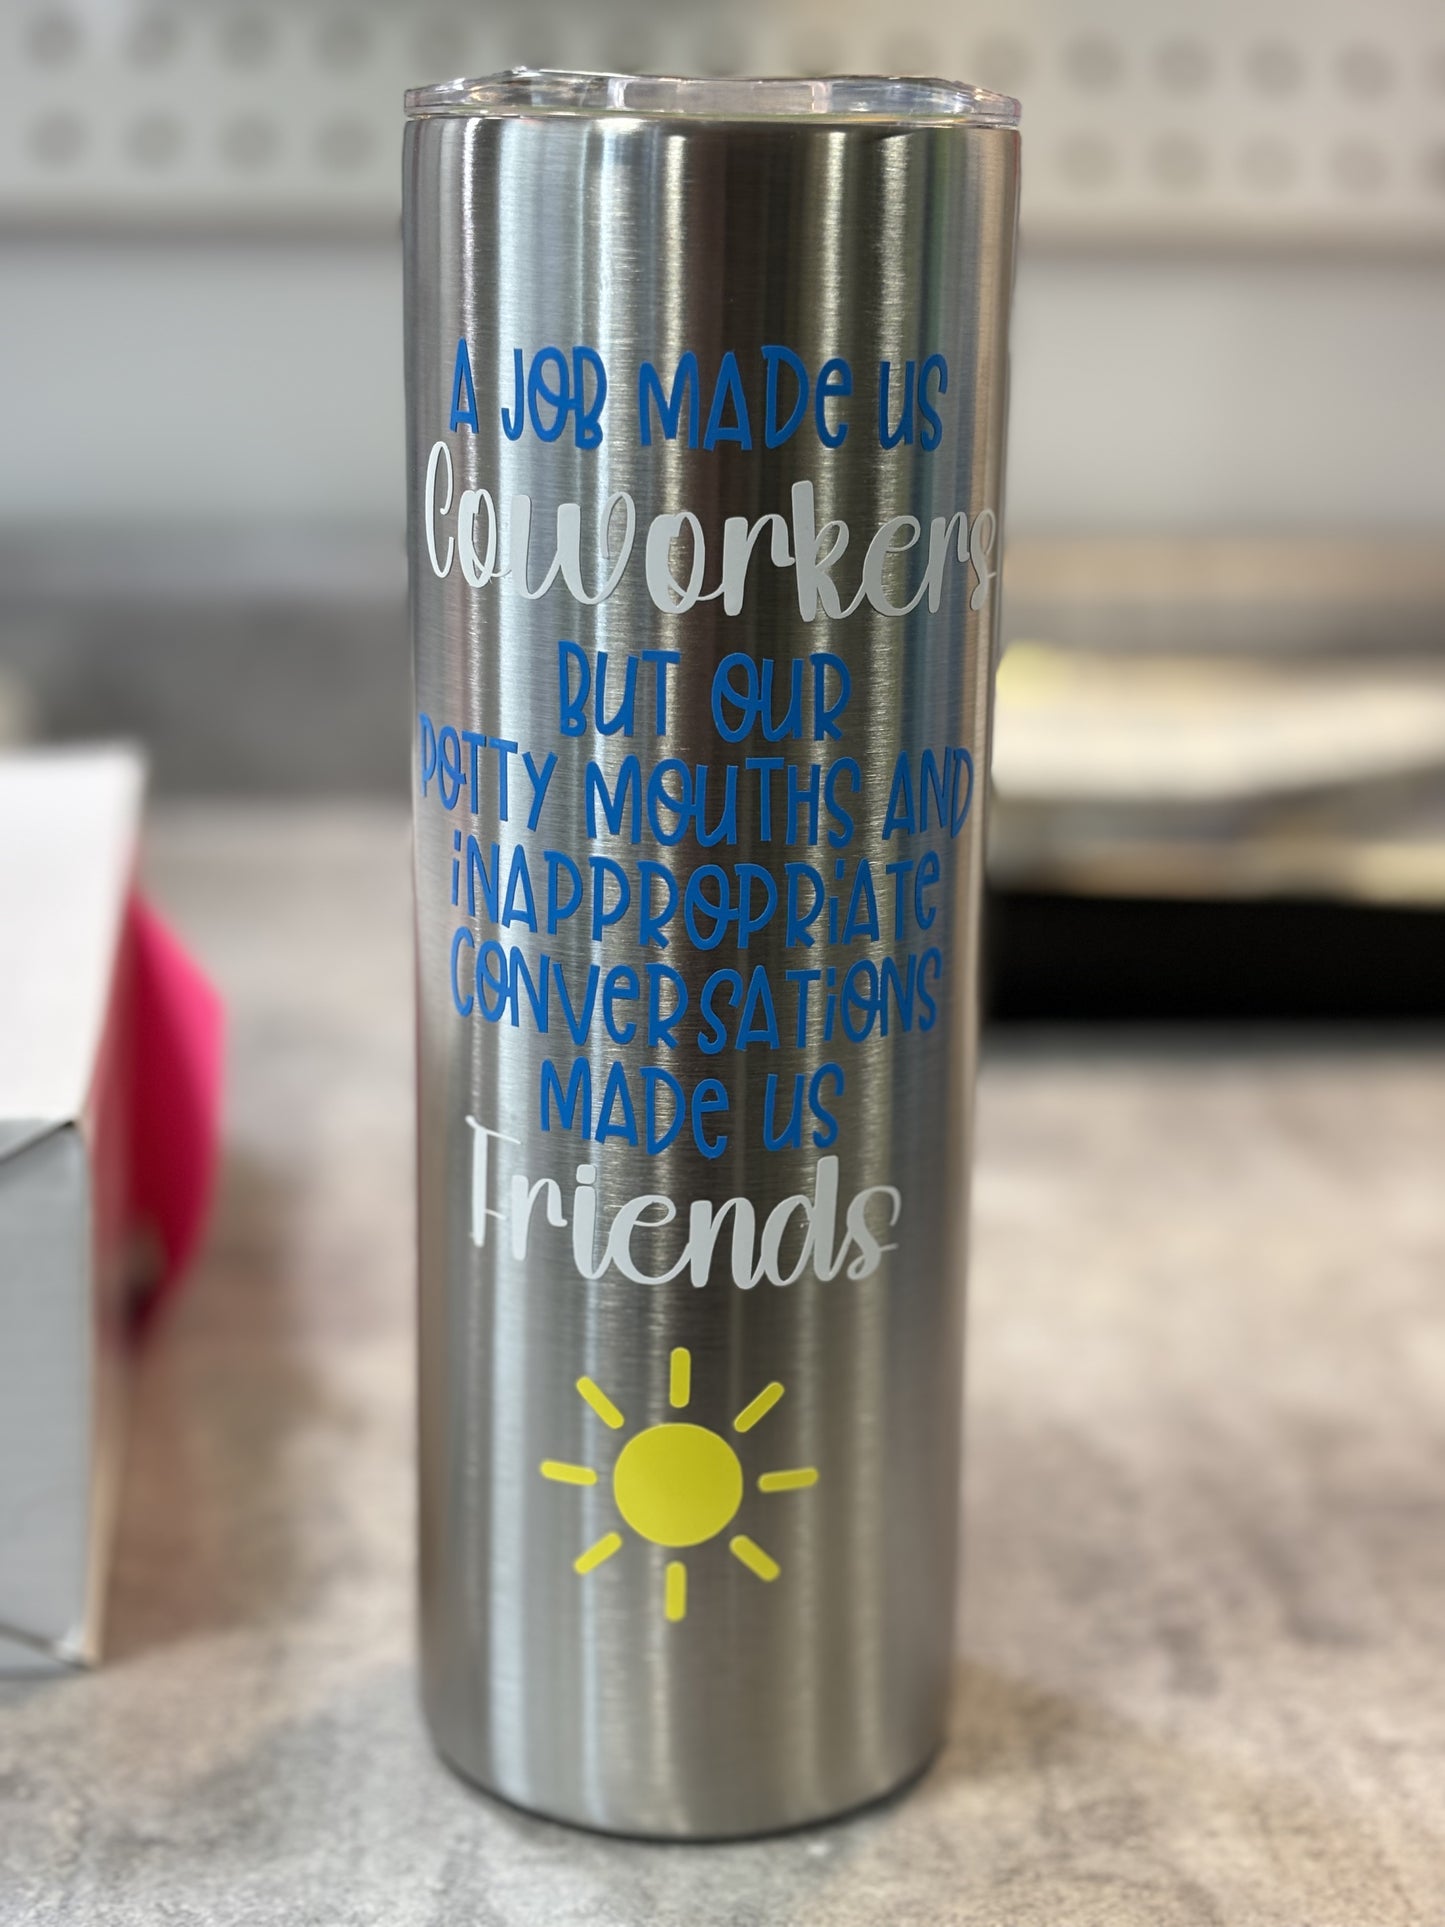 A JOB MADe US
Coworkers
BUT OUR
POTTY MOUTHS AND
iNAPPROPRiATe
CONVeRSATiONS
MADe US
Friends